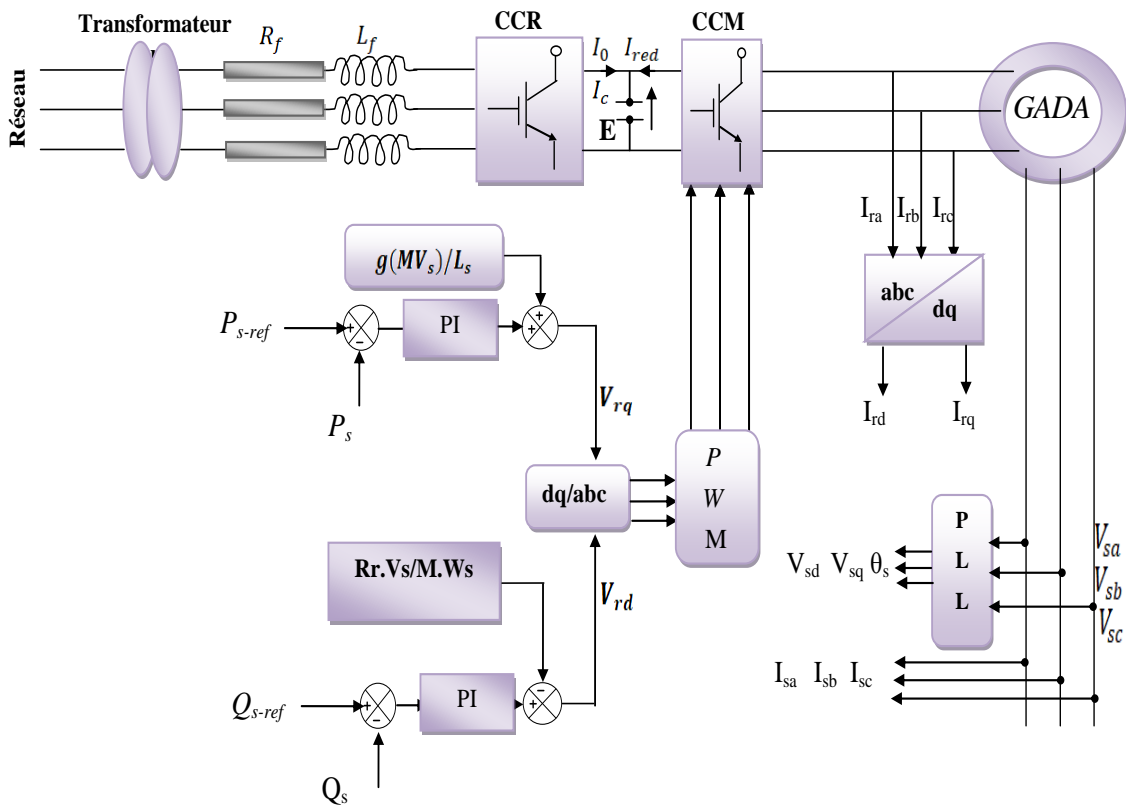 Transformateur
Réseau
R_f
L_f
CCR
I_0
I_red
I_c
E
CCM
GADA
I_ra I_rb I_rc
abc
dq
I_rd
I_rq
g(MV_s)/L_s
P_s-ref
+
−
PI
+
+
P_s
V_rq
dq/abc
P
W
M
Rr.Vs/M.Ws
V_rd
Q_s-ref
+
−
PI
−
−
Q_s
P
L
L
V_sd V_sq θ_s
V_sa
V_sb
V_sc
I_sa I_sb I_sc